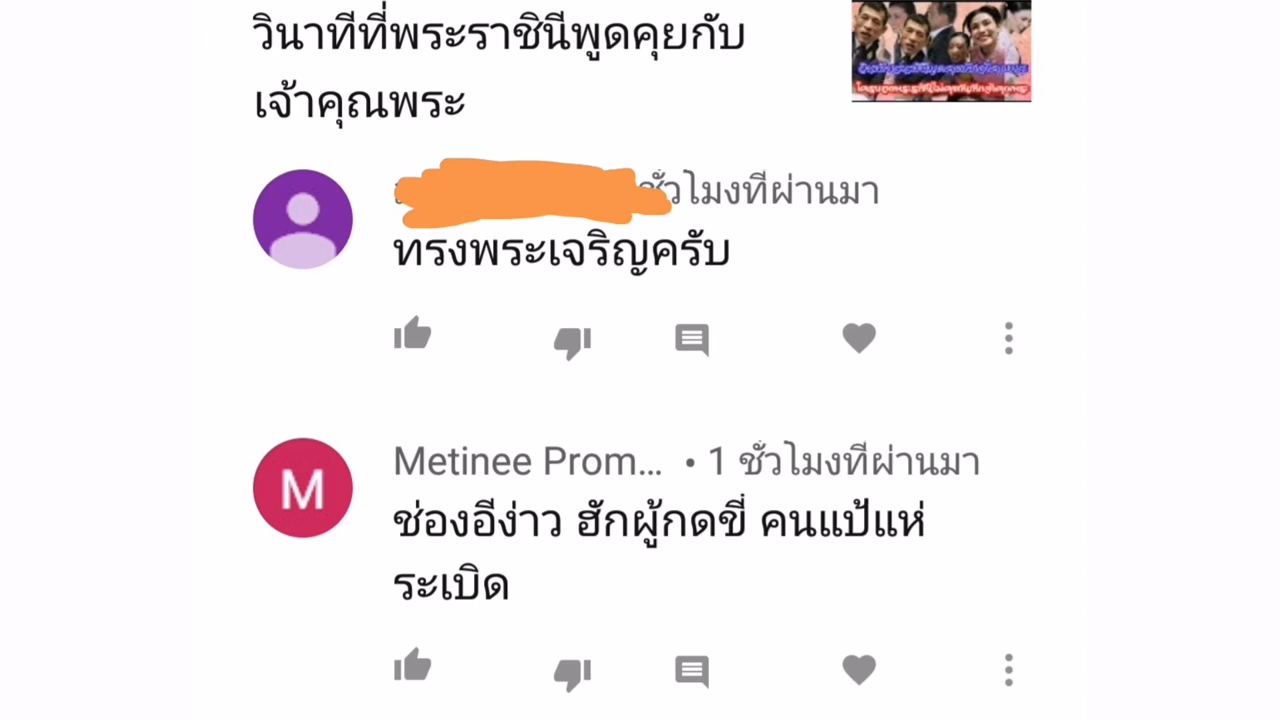 วินาทีที่พระราชินีพูดคุยกับ
เจ้าคุณพระ
ชั่วโมงที่ผ่านมา
ทรงพระเจริญครับ
M
Metinee Prom... • 1 ชั่วโมงที่ผ่านมา
ช่องอีง่าว ฮักผู้กดขี่ คนแป้แห่
ระเบิด